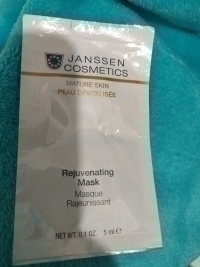 JANSSEN
COSMETICS
MATURE SKIN
PEAU DÉVITALISÉE
Rejuvenating
Mask
Masque
Rajeunissant
NET WT. 0.1 OZ. 5 ml e